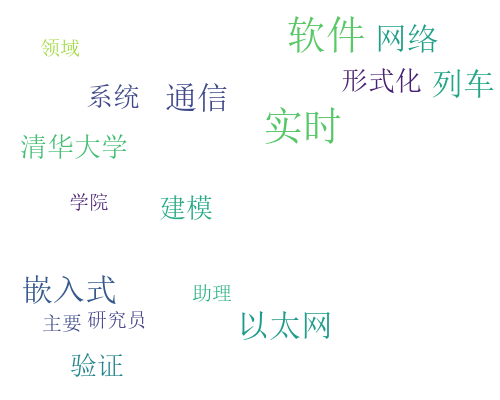 软件
网络
领域
形式化
列车
系统
通信
实时
清华大学
学院
建模
嵌入式
助理
主要
研究员
以太网
验证